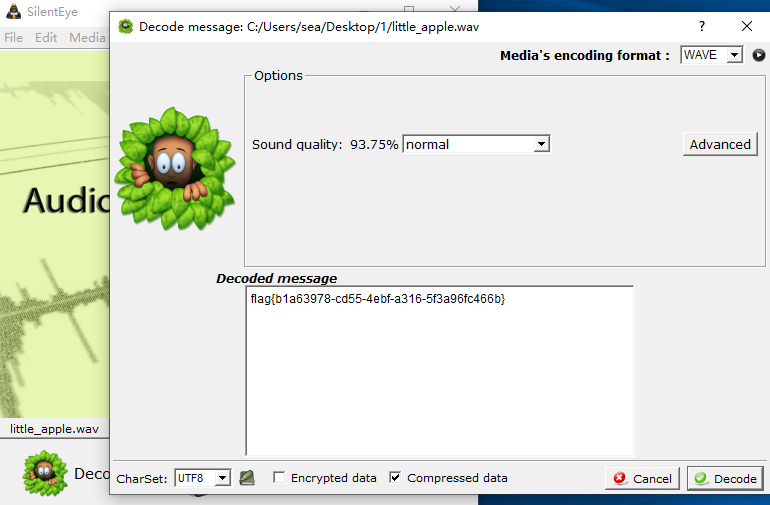 SilentEye
File Edit Media
Audio
little_apple.wav
Deco
Decode message: C:/Users/sea/Desktop/1/little_apple.wav
Media's encoding format : WAVE
Options
Sound quality: 93.75% normal
Advanced
Decoded message
flag{b1a63978-cd55-4ebf-a316-5f3a96fc466b}
CharSet: UTF8 Encrypted data Compressed data Cancel Decode